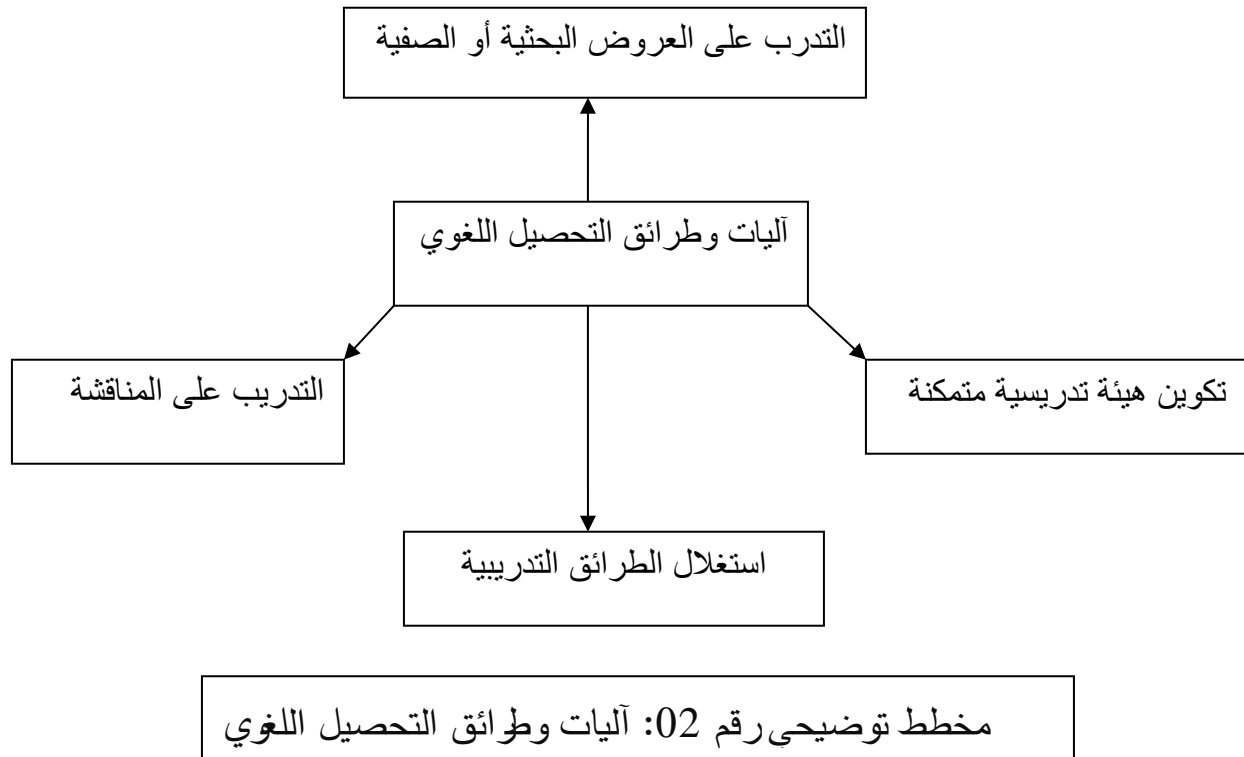 التدرب على العروض البحثية أو الصفية
آليات وطرائق التحصيل اللغوي
تكوين هيئة تدريسية متمكنة
التدريب على المناقشة
استغلال الطرائق التدريبية
مخطط توضيحي رقم 02: آليات وطرائق التحصيل اللغوي